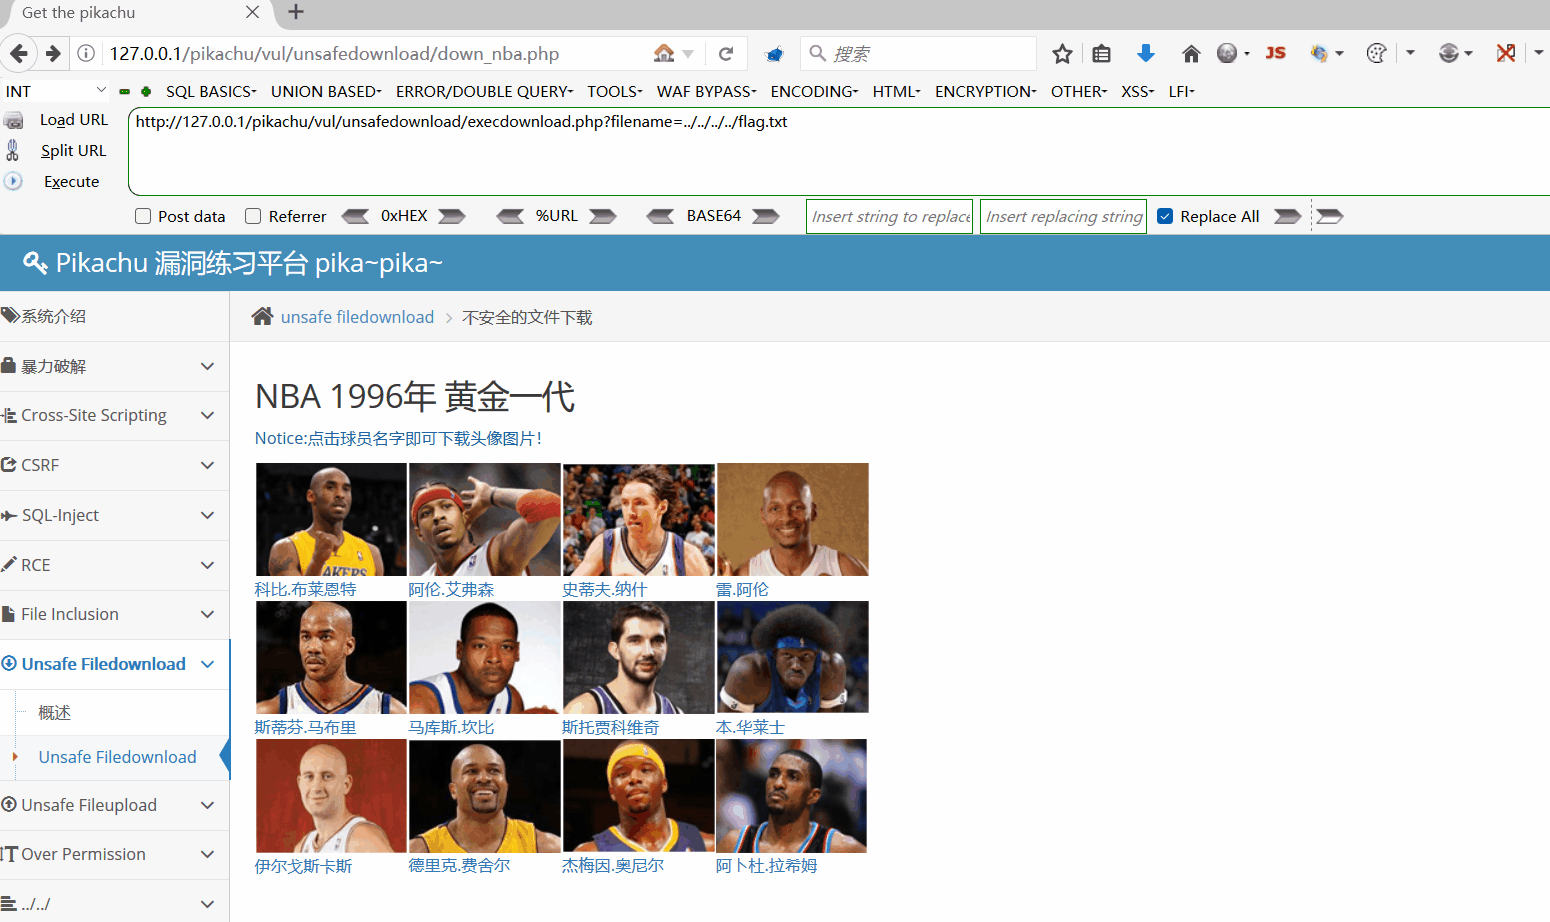 Get the pikachu
127.0.0.1/pikachu/vul/unsafedownload/down_nba.php
搜索
JS
INT
SQL BASICS
UNION BASED
ERROR/DOUBLE QUERY
TOOLS
WAF BYPASS
ENCODING
HTML
ENCRYPTION
OTHER
XSS
LFI
Load URL
http://127.0.0.1/pikachu/vul/unsafedownload/execdownload.php?filename=../../../../flag.txt
Split URL
Execute
Post data
Referrer
0xHEX
%URL
BASE64
Insert string to replace
Insert replacing string
Replace All
Pikachu 漏洞练习平台 pika~pika~
系统介绍
暴力破解
Cross-Site Scripting
CSRF
SQL-Inject
RCE
File Inclusion
Unsafe Filedownload
概述
Unsafe Filedownload
Unsafe Fileupload
Over Permission
../../
unsafe filedownload
不安全的文件下载
NBA 1996年 黄金一代
Notice:点击球员名字即可下载头像图片!
LAKERS
科比.布莱恩特
阿伦.艾弗森
史蒂夫.纳什
雷.阿伦
斯蒂芬.马布里
马库斯.坎比
斯托贾科维奇
本.华莱士
伊尔戈斯卡斯
德里克.费舍尔
杰梅因.奥尼尔
阿卜杜.拉希姆